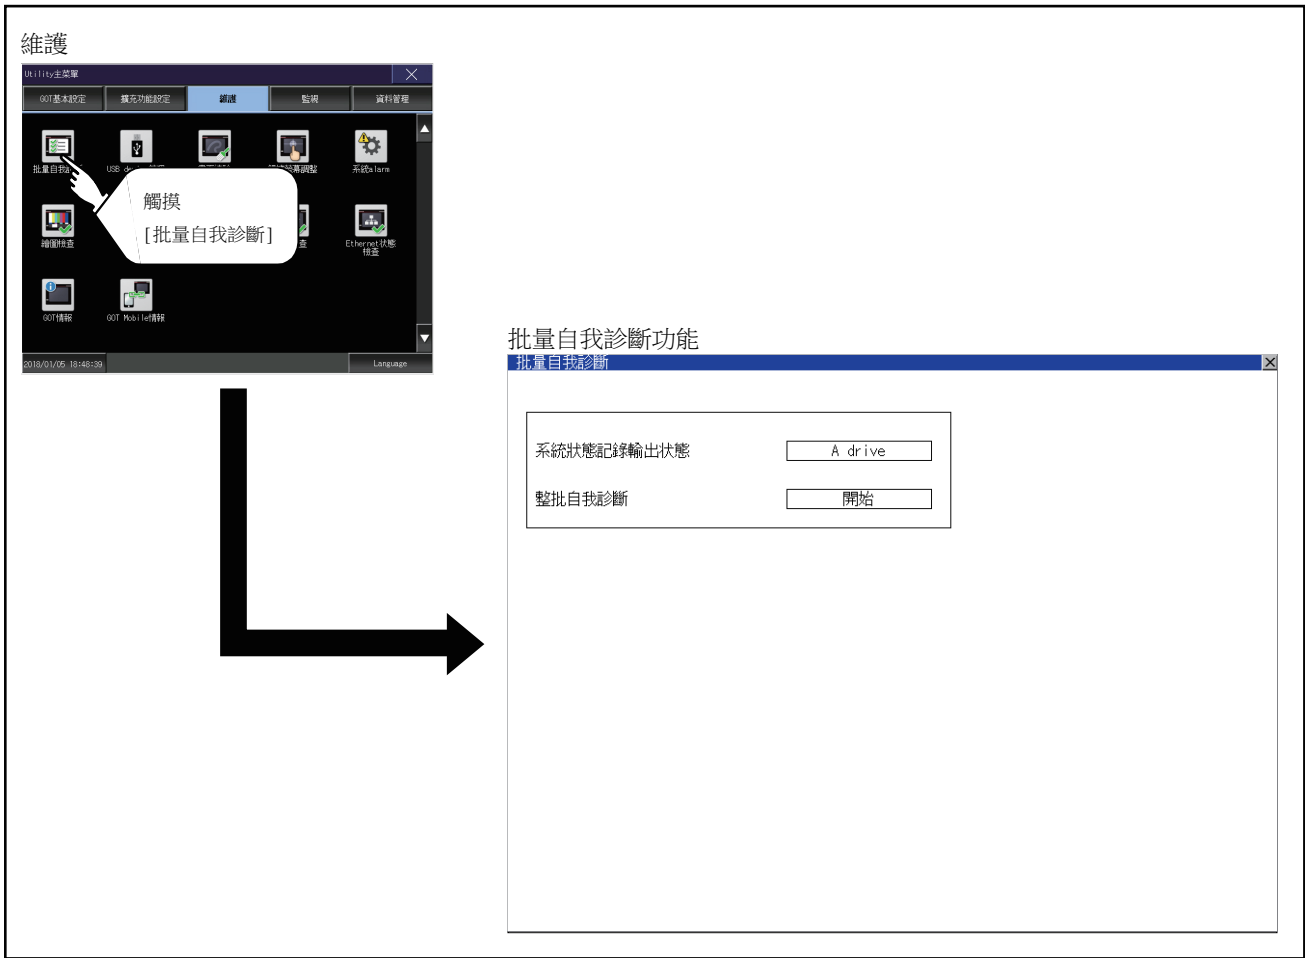 維護
Utility主菜單
GOT基本設定 擴充功能設定 維護 監視 資料管理
批量自我 USB 系統alarm
觸摸
[批量自我診斷]
繪圖檢查 查 Ethernet狀態
檢查
GOT情報 GOT Mobile情報
2018/01/05 18:48:39 Language
批量自我診斷功能
批量自我診斷
系統狀態記錄輸出狀態 A drive
整批自我診斷 開始